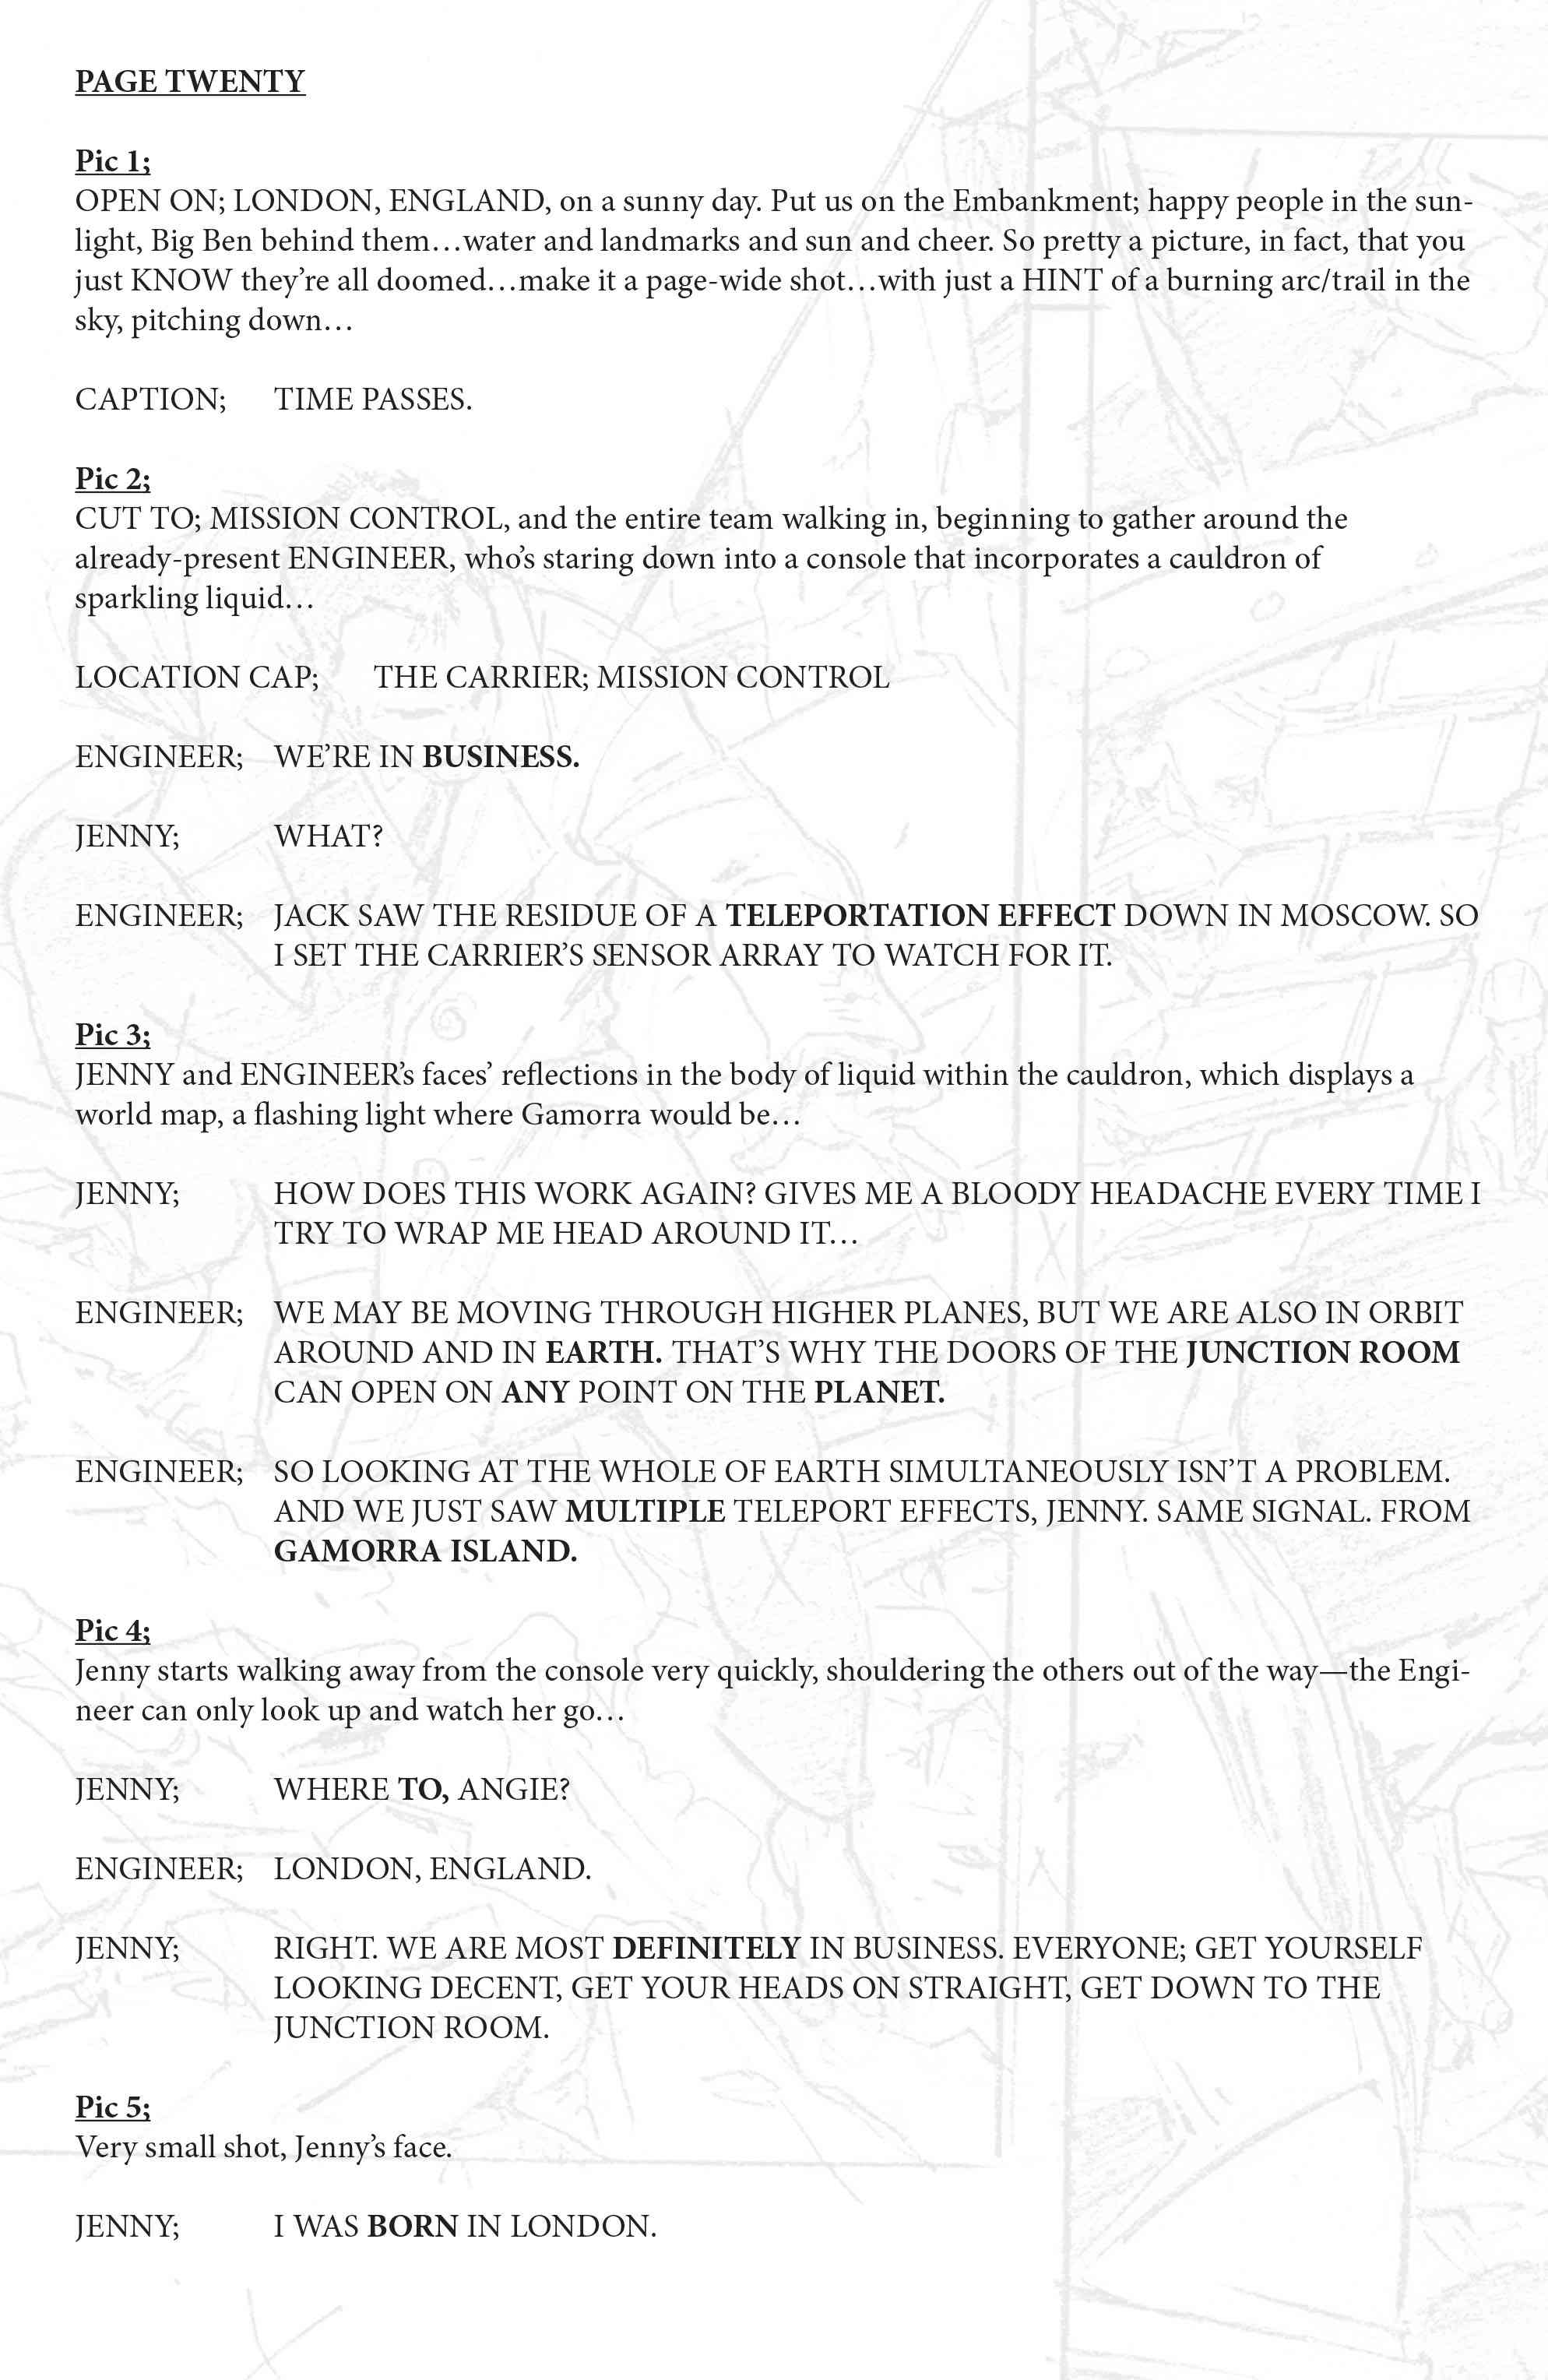 PAGE TWENTY
Pic 1;
OPEN ON; LONDON, ENGLAND, on a sunny day. Put us on the Embankment; happy people in the sun-
light, Big Ben behind them…water and landmarks and sun and cheer. So pretty a picture, in fact, that you
just KNOW they’re all doomed…make it a page-wide shot…with just a HINT of a burning arc/trail in the
sky, pitching down…
CAPTION; TIME PASSES.
Pic 2;
CUT TO; MISSION CONTROL, and the entire team walking in, beginning to gather around the
already-present ENGINEER, who’s staring down into a console that incorporates a cauldron of
sparkling liquid…
LOCATION CAP; THE CARRIER; MISSION CONTROL
ENGINEER; WE’RE IN BUSINESS.
JENNY; WHAT?
ENGINEER; JACK SAW THE RESIDUE OF A TELEPORTATION EFFECT DOWN IN MOSCOW. SO
I SET THE CARRIER’S SENSOR ARRAY TO WATCH FOR IT.
Pic 3;
JENNY and ENGINEER’s faces’ reflections in the body of liquid within the cauldron, which displays a
world map, a flashing light where Gamorra would be…
JENNY; HOW DOES THIS WORK AGAIN? GIVES ME A BLOODY HEADACHE EVERY TIME I
TRY TO WRAP ME HEAD AROUND IT…
ENGINEER; WE MAY BE MOVING THROUGH HIGHER PLANES, BUT WE ARE ALSO IN ORBIT
AROUND AND IN EARTH. THAT’S WHY THE DOORS OF THE JUNCTION ROOM
CAN OPEN ON ANY POINT ON THE PLANET.
ENGINEER; SO LOOKING AT THE WHOLE OF EARTH SIMULTANEOUSLY ISN’T A PROBLEM.
AND WE JUST SAW MULTIPLE TELEPORT EFFECTS, JENNY. SAME SIGNAL. FROM
GAMORRA ISLAND.
Pic 4;
Jenny starts walking away from the console very quickly, shouldering the others out of the way—the Engi-
neer can only look up and watch her go…
JENNY; WHERE TO, ANGIE?
ENGINEER; LONDON, ENGLAND.
JENNY; RIGHT. WE ARE MOST DEFINITELY IN BUSINESS. EVERYONE; GET YOURSELF
LOOKING DECENT, GET YOUR HEADS ON STRAIGHT, GET DOWN TO THE
JUNCTION ROOM.
Pic 5;
Very small shot, Jenny’s face.
JENNY; I WAS BORN IN LONDON.